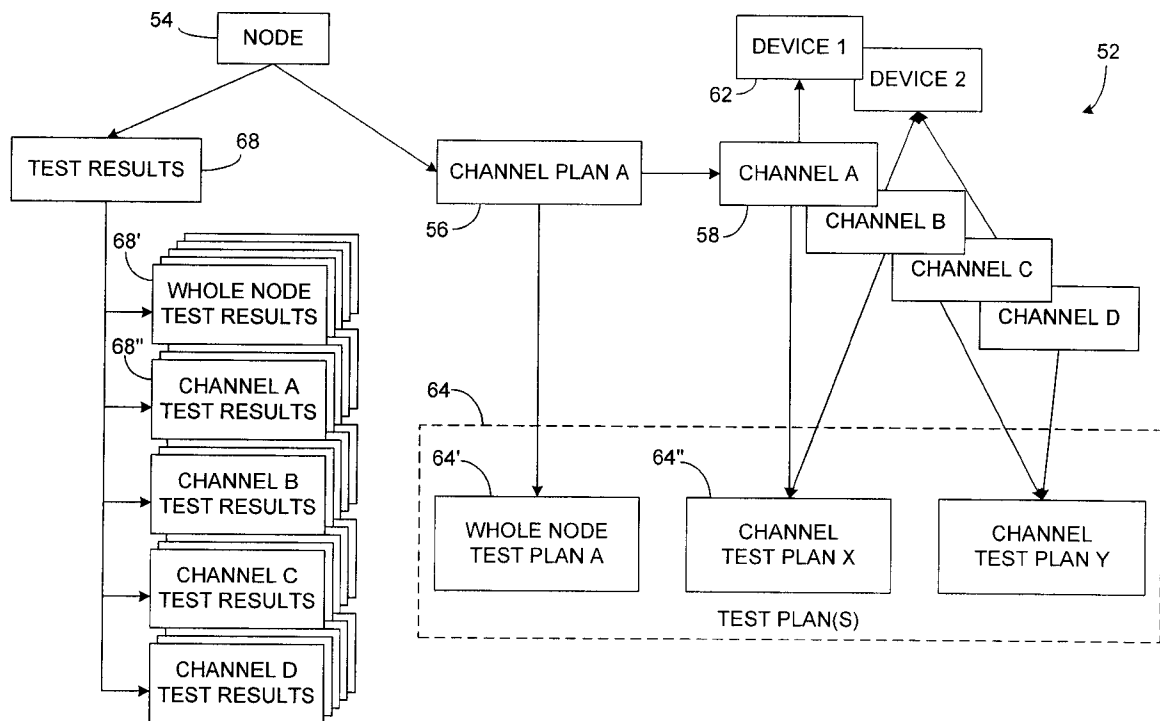 54
NODE
DEVICE 1
DEVICE 2
62
52
TEST RESULTS
68
CHANNEL PLAN A
56
CHANNEL A
58
CHANNEL B
CHANNEL C
CHANNEL D
68'
WHOLE NODE
TEST RESULTS
68"
CHANNEL A
TEST RESULTS
CHANNEL B
TEST RESULTS
CHANNEL C
TEST RESULTS
CHANNEL D
TEST RESULTS
64
64'
WHOLE NODE
TEST PLAN A
64"
CHANNEL
TEST PLAN X
CHANNEL
TEST PLAN Y
TEST PLAN(S)